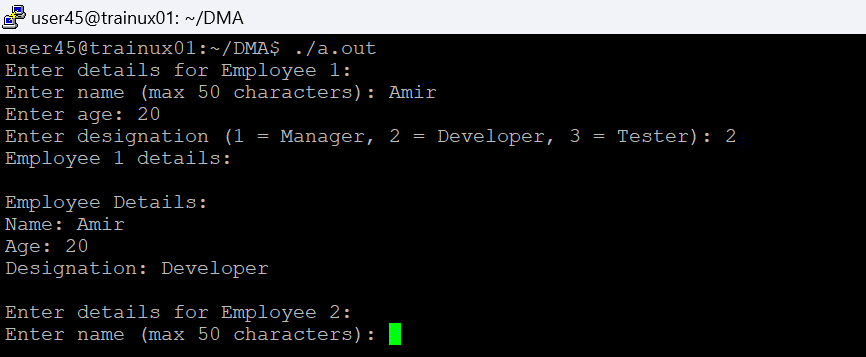 user45@trainux01: ~/DMA
user45@trainux01:~/DMA$ ./a.out
Enter details for Employee 1:
Enter name (max 50 characters): Amir
Enter age: 20
Enter designation (1 = Manager, 2 = Developer, 3 = Tester): 2
Employee 1 details:
Employee Details:
Name: Amir
Age: 20
Designation: Developer
Enter details for Employee 2:
Enter name (max 50 characters):